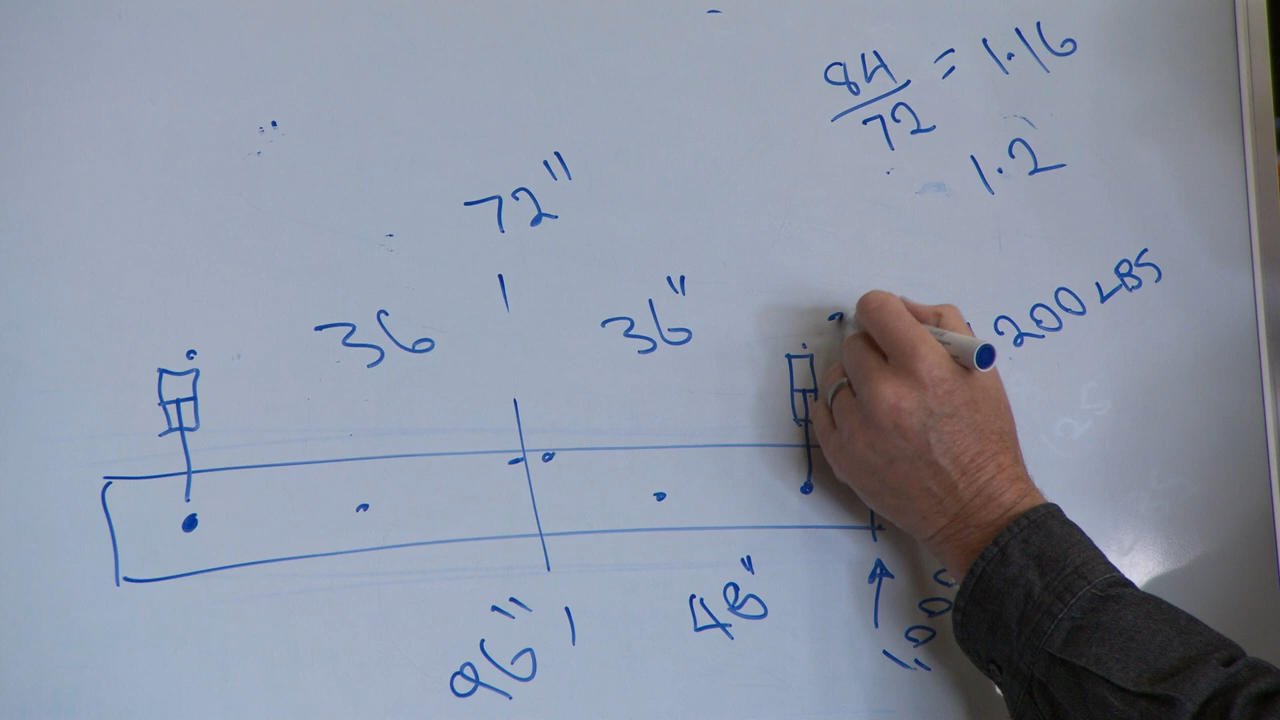 84 = 1.16
72
1.2
72"
200 LBS
36 36"
96" 48"